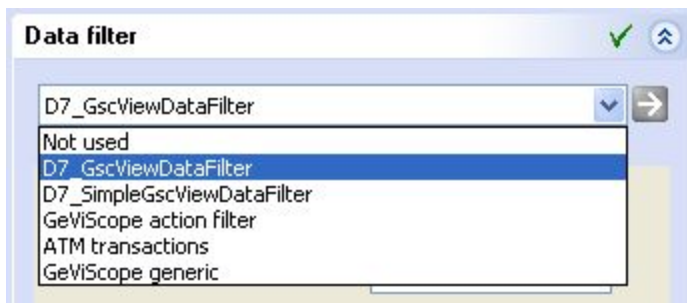 Data filter
D7_GscViewDataFilter
Not used
D7_GscViewDataFilter
D7_SimpleGscViewDataFilter
GeViScope action filter
ATM transactions
GeViScope generic